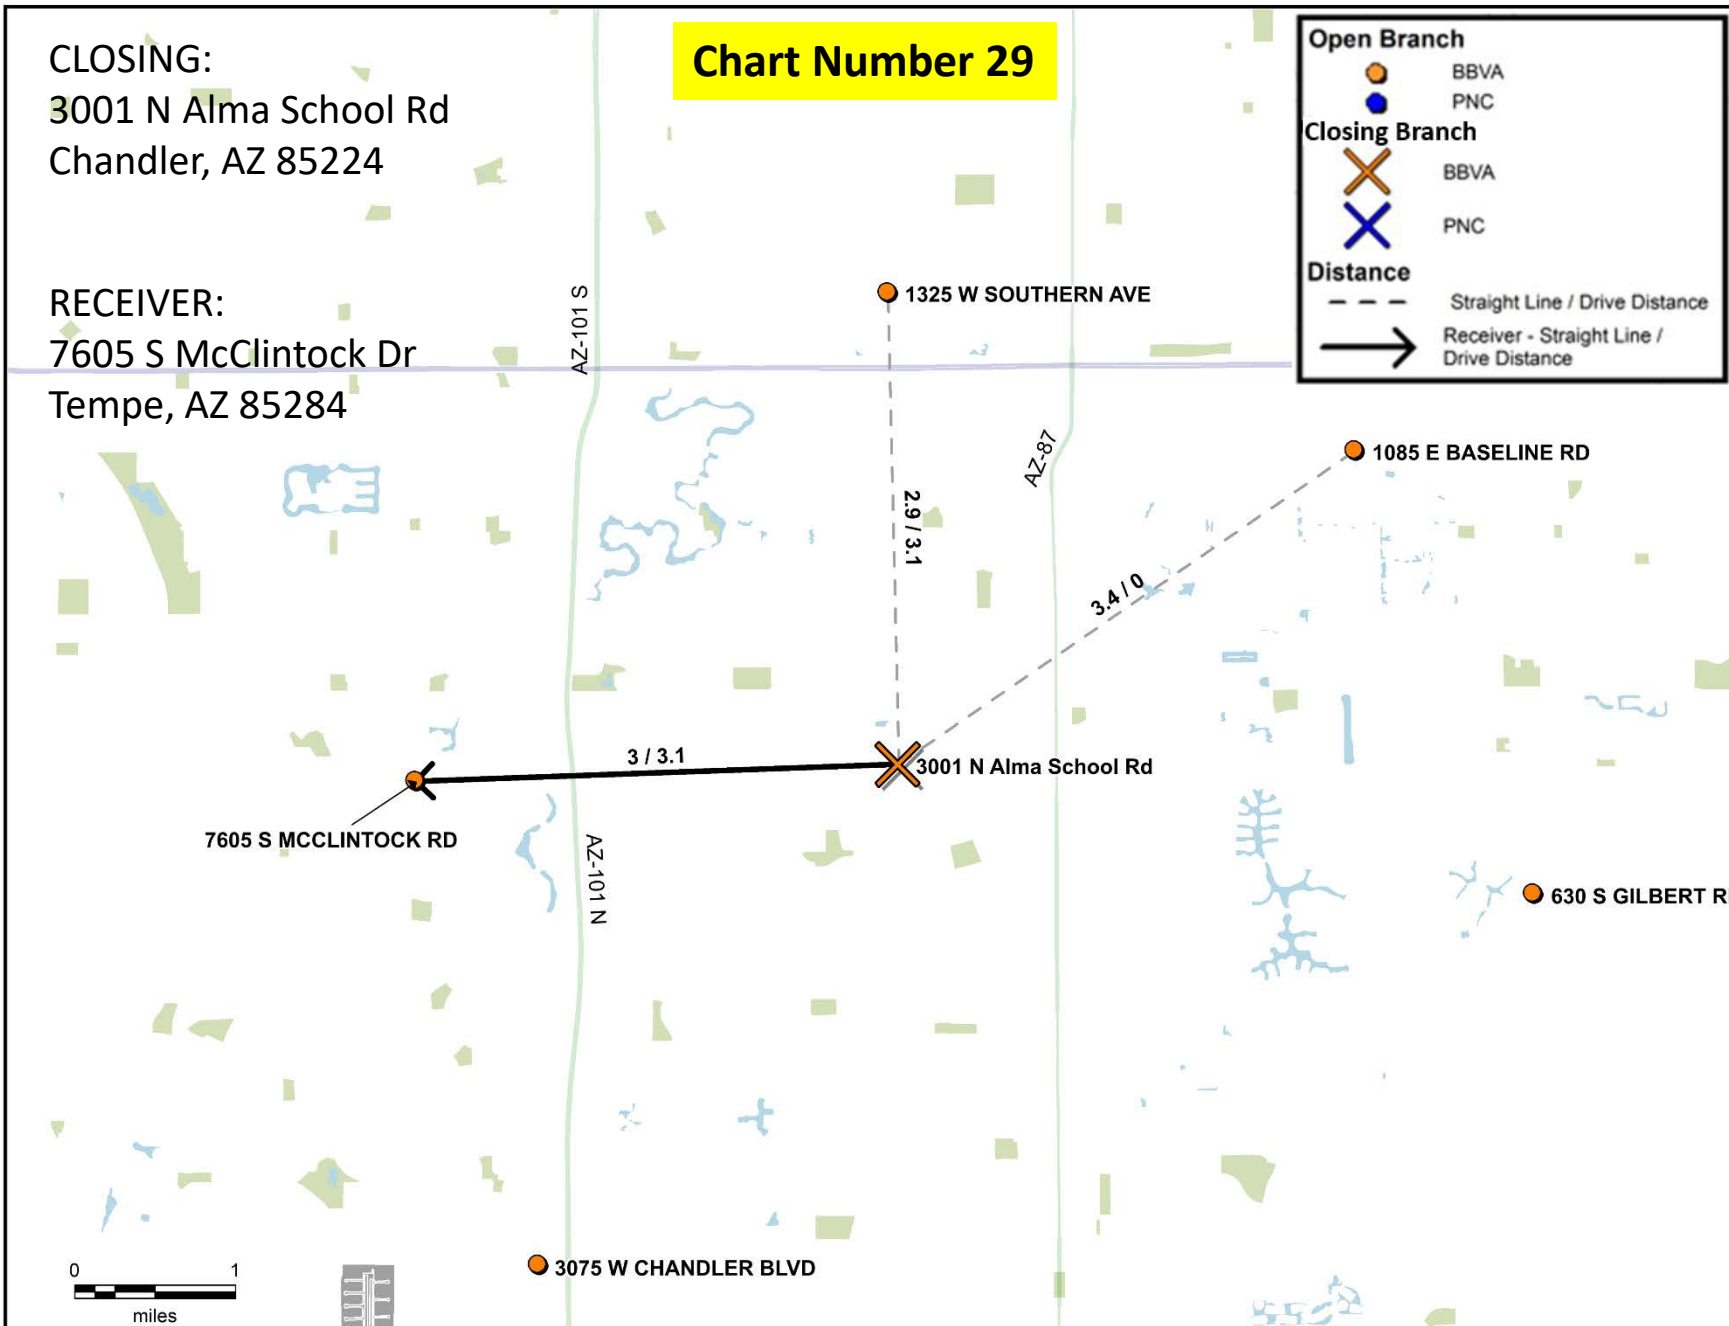 CLOSING:
3001 N Alma School Rd
Chandler, AZ 85224
Chart Number 29
RECEIVER:
7605 S McClintock Dr
Tempe, AZ 85284
Open Branch
BBVA
PNC
Closing Branch
BBVA
PNC
Distance
Straight Line / Drive Distance
Receiver - Straight Line /
Drive Distance
AZ-101 S
1325 W SOUTHERN AVE
AZ-87
1085 E BASELINE RD
2.9 / 3.1
3.4 / 0
3 / 3.1
3001 N Alma School Rd
7605 S MCCLINTOCK RD
AZ-101 N
630 S GILBERT
3075 W CHANDLER BLVD
0 1
miles